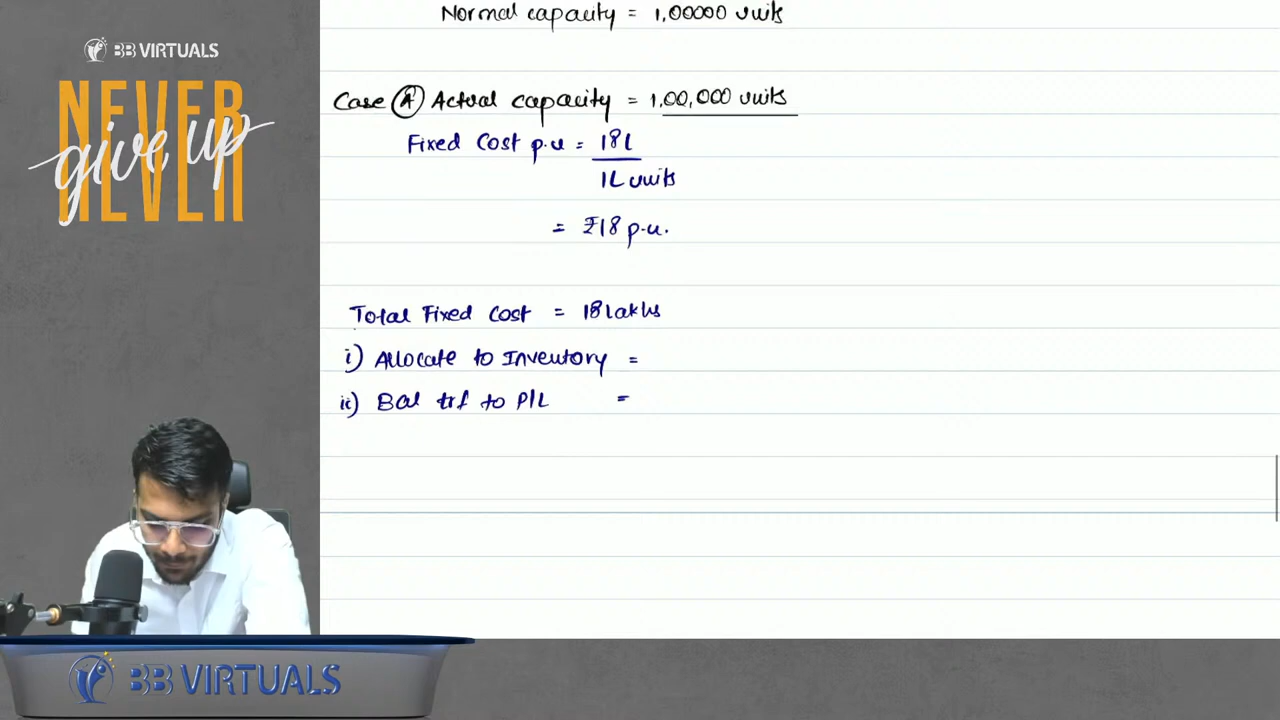 BB VIRTUALS
NEVER
give up
NEVER
Normal capacity = 1,00000 units
Case (A) Actual capacity = 1,00,000 units
Fixed Cost p.u = 18L
1L units
= ₹18 p.u.
Total Fixed Cost = 18 lakhs
i) Allocate to Inventory =
ii) Bal trf to P/L =
BB VIRTUALS